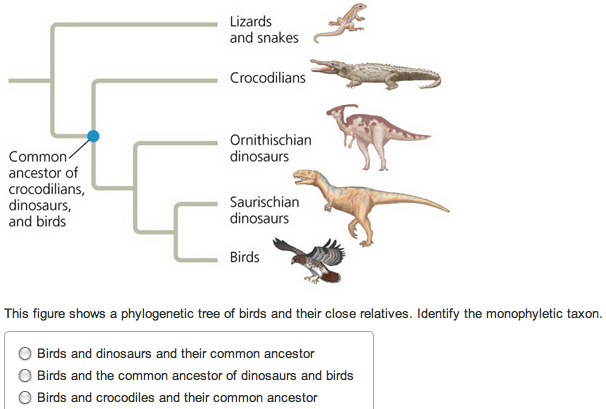 Lizards
and snakes
Crocodilians
Ornithischian
dinosaurs
Common
ancestor of
crocodilians,
dinosaurs,
and birds
Saurischian
dinosaurs
Birds
This figure shows a phylogenetic tree of birds and their close relatives. Identify the monophyletic taxon.
Birds and dinosaurs and their common ancestor
Birds and the common ancestor of dinosaurs and birds
Birds and crocodiles and their common ancestor